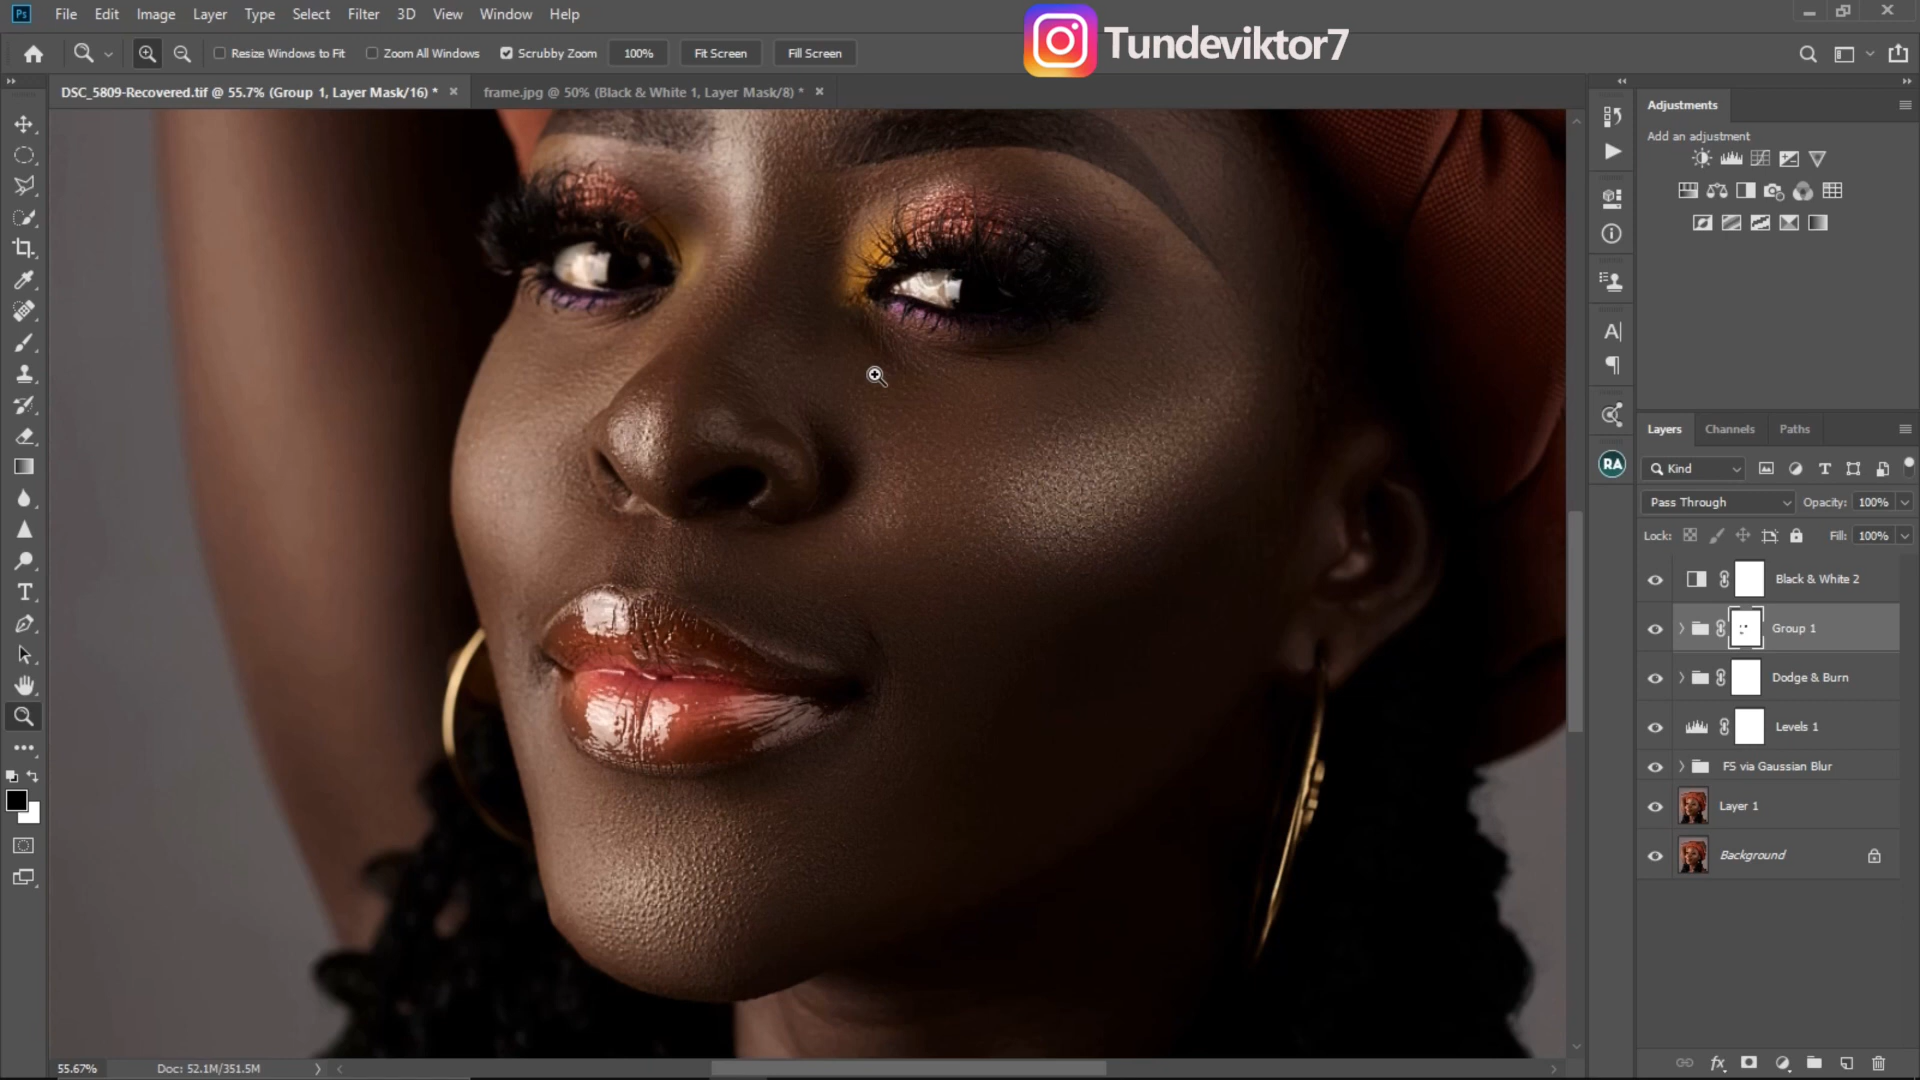 Ps File Edit Image Layer Type Select Filter 3D View Window Help
Tundeviktor7
Resize Windows to Fit Zoom All Windows Scrubby Zoom 100% Fit Screen Fill Screen
DSC_5809-Recovered.tif @ 55.7% (Group 1, Layer Mask/16) * × frame.jpg @ 50% (Black & White 1, Layer Mask/8) * ×
Adjustments
Add an adjustment
A|
RA
Layers Channels Paths
Kind
Pass Through Opacity: 100%
Lock: Fill: 100%
Black & White 2
Group 1
Dodge & Burn
Levels 1
FS via Gaussian Blur
Layer 1
Background
T
fx
55.67% Doc: 52.1M/351.5M